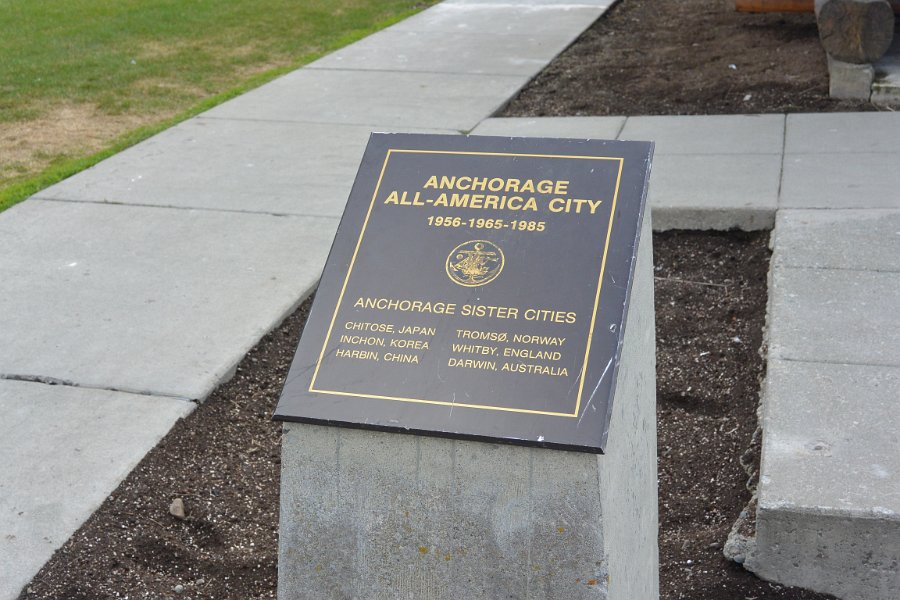 ANCHORAGE
ALL-AMERICA CITY
1956-1965-1985
ANCHORAGE SISTER CITIES
CHITOSE, JAPAN
INCHON, KOREA
HARBIN, CHINA
TROMSØ, NORWAY
WHITBY, ENGLAND
DARWIN, AUSTRALIA